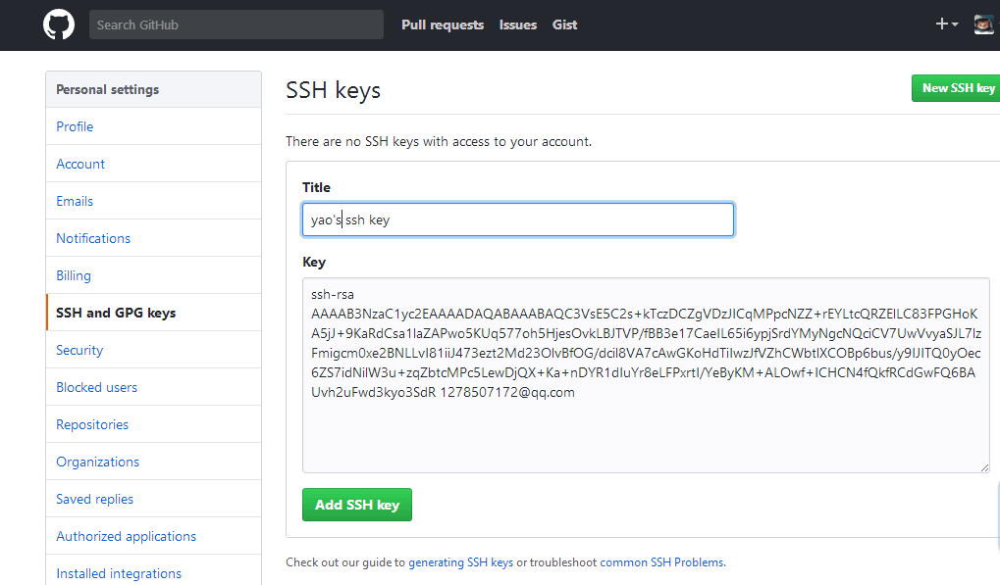 Search GitHub
Pull requests
Issues
Gist
Personal settings
Profile
Account
Emails
Notifications
Billing
SSH and GPG keys
Security
Blocked users
Repositories
Organizations
Saved replies
Authorized applications
Installed integrations
SSH keys
New SSH key
There are no SSH keys with access to your account.
Title
yao's ssh key
Key
ssh-rsa
AAAAB3NzaC1yc2EAAAADAQABAAABAQC3VsE5C2s+kTczDCZgVDzJICqMPpcNZZ+rEYLtcQRZEILC83FPGHoK
A5jJ+9KaRdCsa1IaZAPwo5KUq577oh5HjesOvkLBJTVP/fBB3e17CaeIL65i6ypjSrdYMyNgcNQciCV7UwVvyaSJL7lz
Fmigcm0xe2BNLLvI81iiJ473ezt2Md23OlvBfOG/dcil8VA7cAwGKoHdTiIwzJfVZhCWbtlXCOBp6bus/y9IJITQ0yOec
6ZS7idNiIW3u+zqZbtcMPc5LewDjQX+Ka+nDYR1dIuYr8eLFPxrtI/YeByKM+ALOwf+ICHCN4fQkfRCdGwFQ6BA
Uvh2uFwd3kyo3SdR 1278507172@qq.com
Add SSH key
Check out our guide to generating SSH keys or troubleshoot common SSH Problems.